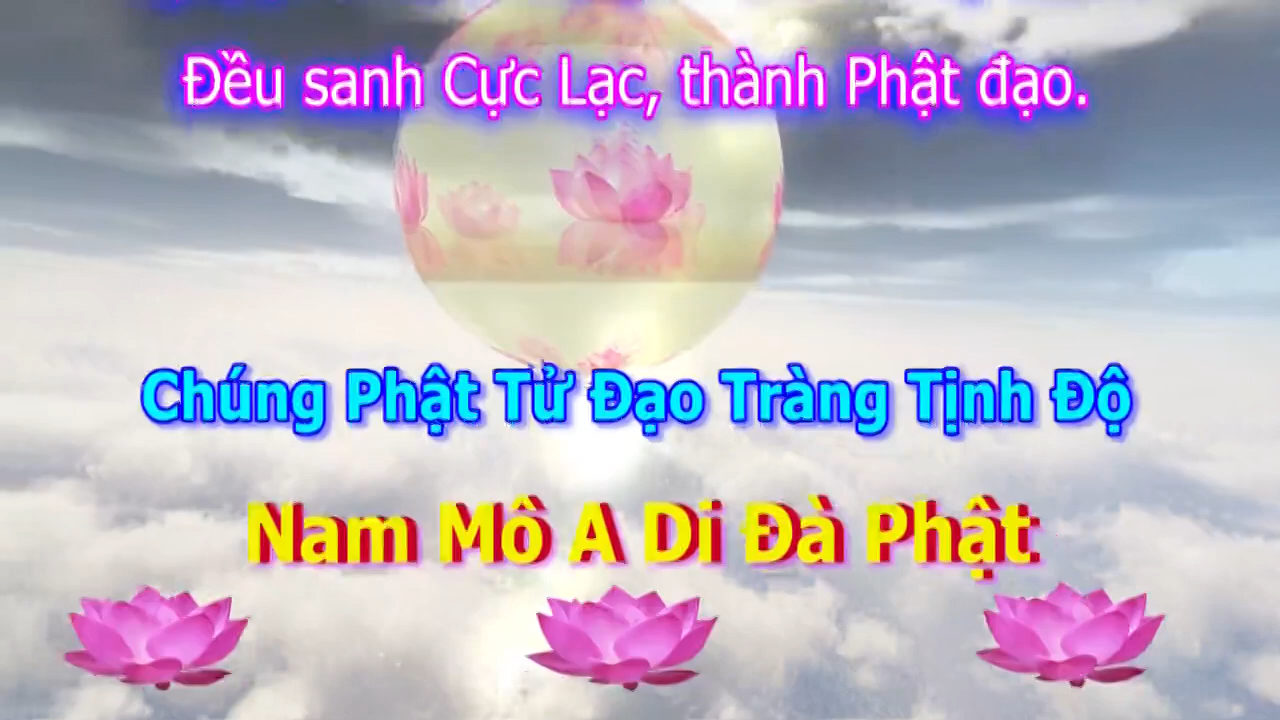 Đều sanh Cực Lạc, thành Phật đạo.
Chúng Phật Tử Đạo Tràng Tịnh Độ
Nam Mô A Di Đà Phật